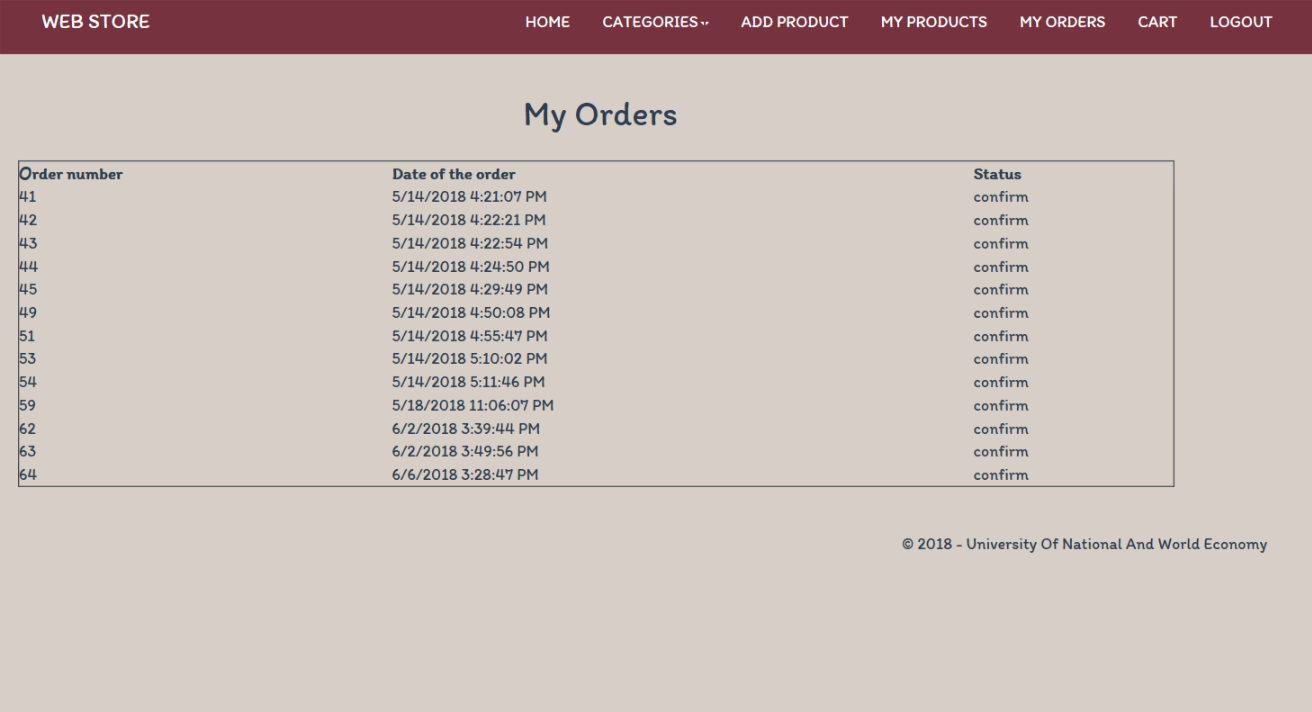 WEB STORE HOME CATEGORIES ADD PRODUCT MY PRODUCTS MY ORDERS CART LOGOUT
My Orders
Order number Date of the order Status
41 5/14/2018 4:21:07 PM confirm
42 5/14/2018 4:22:21 PM confirm
43 5/14/2018 4:22:54 PM confirm
44 5/14/2018 4:24:50 PM confirm
45 5/14/2018 4:29:49 PM confirm
49 5/14/2018 4:50:08 PM confirm
51 5/14/2018 4:55:47 PM confirm
53 5/14/2018 5:10:02 PM confirm
54 5/14/2018 5:11:46 PM confirm
59 5/18/2018 11:06:07 PM confirm
62 6/2/2018 3:39:44 PM confirm
63 6/2/2018 3:49:56 PM confirm
64 6/6/2018 3:28:47 PM confirm
© 2018 - University Of National And World Economy